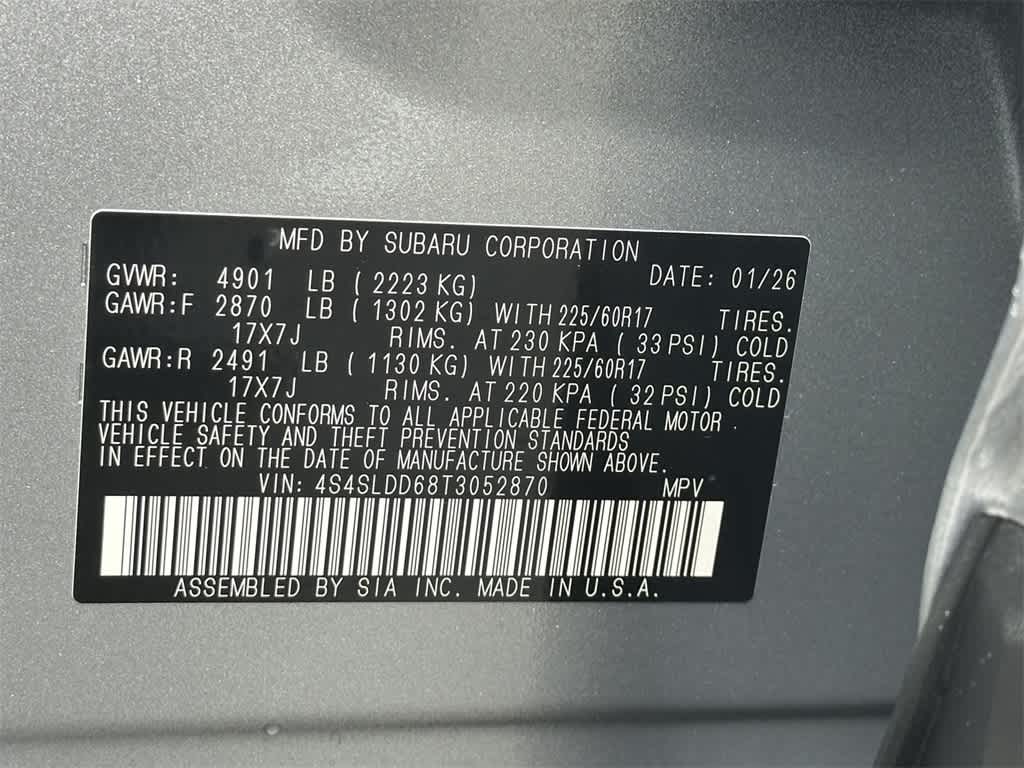 MFD BY SUBARU CORPORATION
GVWR: 4901 LB ( 2223 KG) DATE: 01/26
GAWR:F 2870 LB ( 1302 KG) WITH 225/60R17 TIRES.
17X7J RIMS. AT 230 KPA ( 33 PSI) COLD
GAWR:R 2491 LB ( 1130 KG) WITH 225/60R17 TIRES.
17X7J RIMS. AT 220 KPA ( 32 PSI) COLD
THIS VEHICLE CONFORMS TO ALL APPLICABLE FEDERAL MOTOR
VEHICLE SAFETY AND THEFT PREVENTION STANDARDS
IN EFFECT ON THE DATE OF MANUFACTURE SHOWN ABOVE.
VIN: 4S4SLDD68T3052870 MPV
ASSEMBLED BY SIA INC. MADE IN U.S.A.